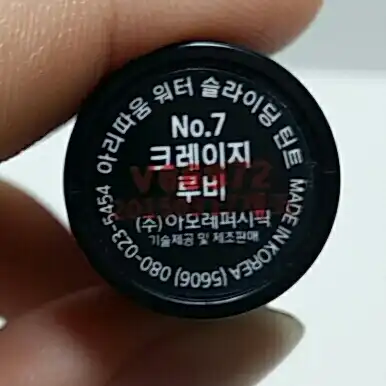 아리따움 워터 슬라이딩 틴트
No.7
크레이지
루비
(주)아모레퍼시픽
기술제공 및 제조판매
MADE IN KOREA (5606) 080-023-5454